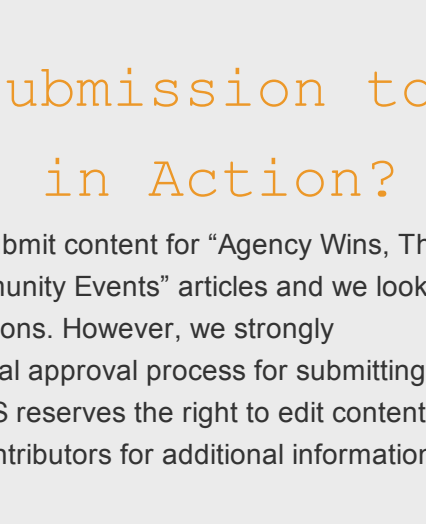 ubmission to
in Action?
bmit content for “Agency Wins, Th
unity Events” articles and we look
ons. However, we strongly
al approval process for submitting
S reserves the right to edit content
ntributors for additional information